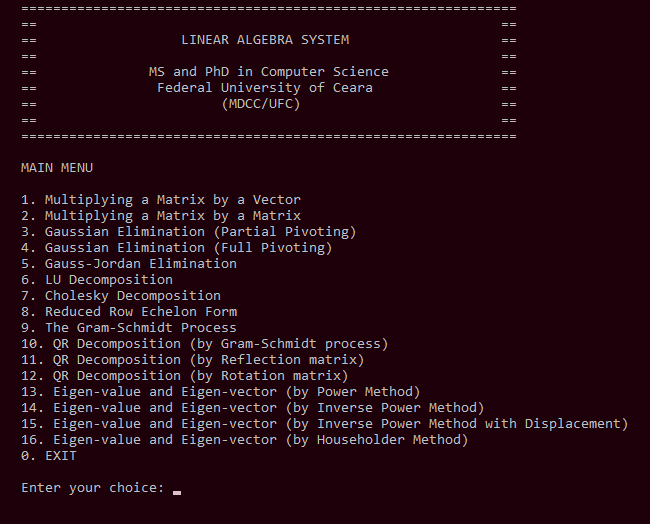 ==============================================================
==                                                          ==
==                  LINEAR ALGEBRA SYSTEM                   ==
==                                                          ==
==              MS and PhD in Computer Science              ==
==               Federal University of Ceara                ==
==                       (MDCC/UFC)                         ==
==                                                          ==
==============================================================
MAIN MENU
1. Multiplying a Matrix by a Vector
2. Multiplying a Matrix by a Matrix
3. Gaussian Elimination (Partial Pivoting)
4. Gaussian Elimination (Full Pivoting)
5. Gauss-Jordan Elimination
6. LU Decomposition
7. Cholesky Decomposition
8. Reduced Row Echelon Form
9. The Gram-Schmidt Process
10. QR Decomposition (by Gram-Schmidt process)
11. QR Decomposition (by Reflection matrix)
12. QR Decomposition (by Rotation matrix)
13. Eigen-value and Eigen-vector (by Power Method)
14. Eigen-value and Eigen-vector (by Inverse Power Method)
15. Eigen-value and Eigen-vector (by Inverse Power Method with Displacement)
16. Eigen-value and Eigen-vector (by Householder Method)
0. EXIT
Enter your choice: _